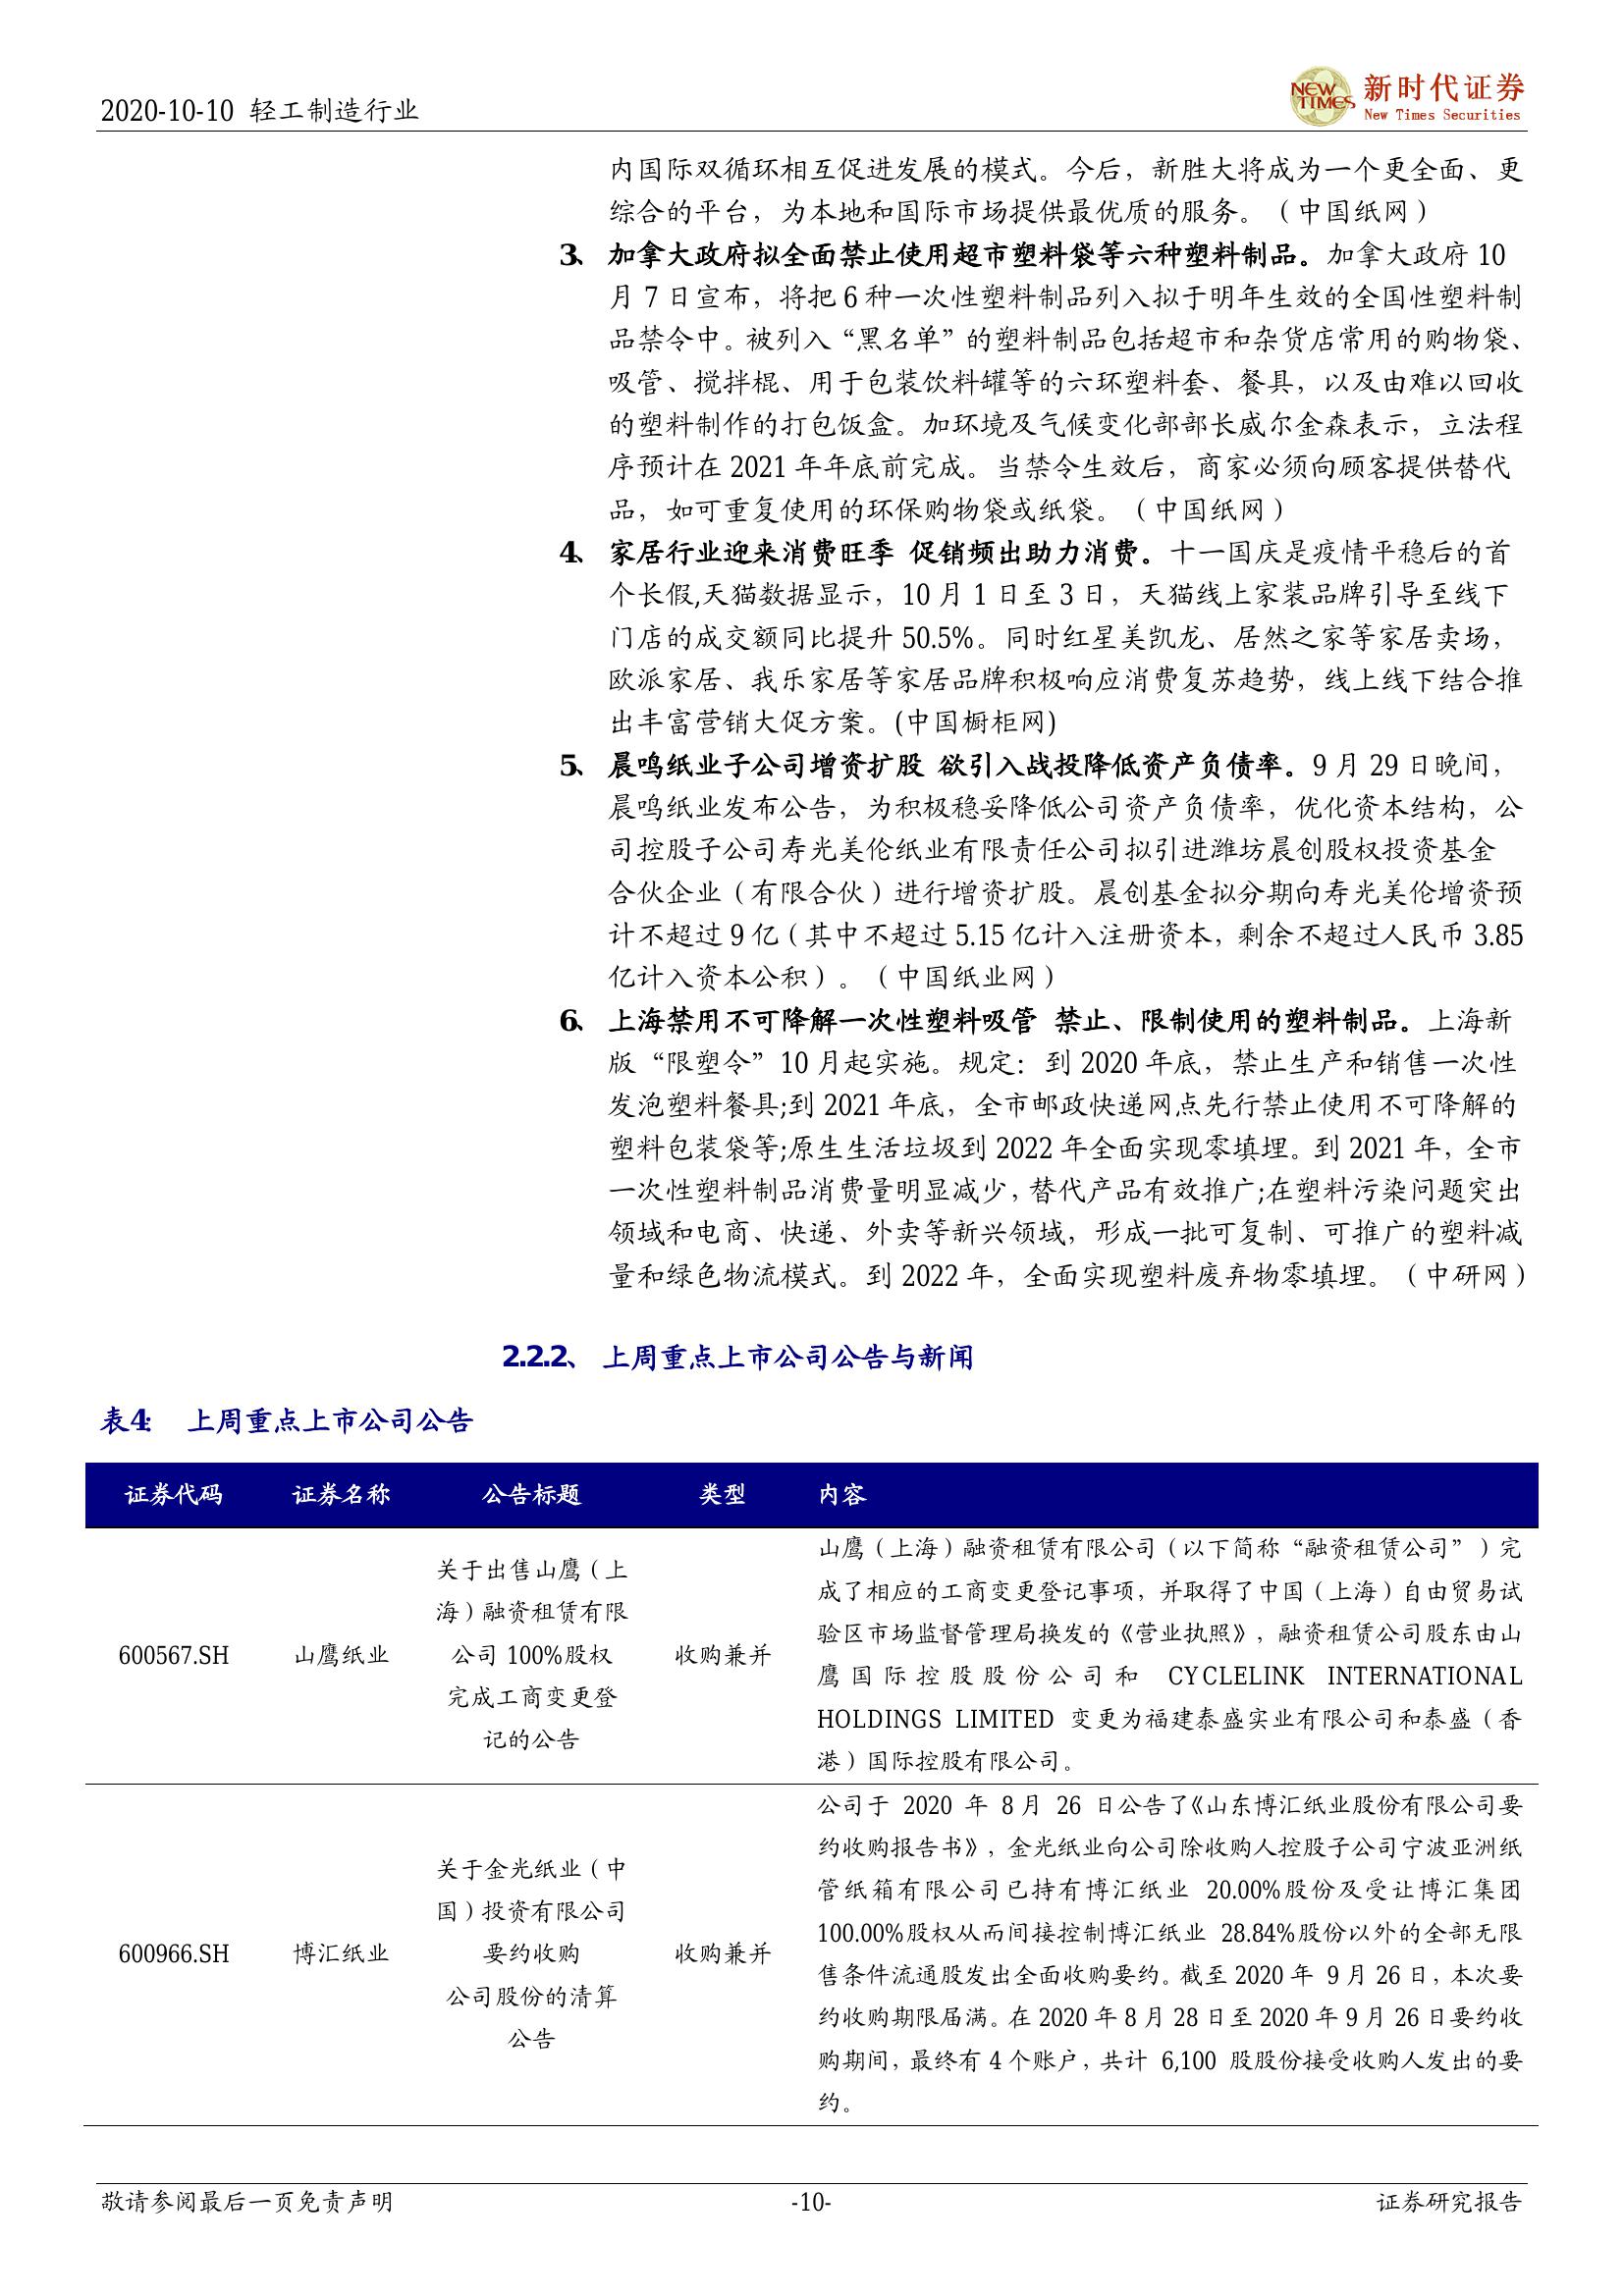 2020-10-10 轻工制造行业
NEW TIMES
新时代证券
New Times Securities
内国际双循环相互促进发展的模式。今后，新胜大将成为一个更全面、更
综合的平台，为本地和国际市场提供最优质的服务。（中国纸网）
3、 加拿大政府拟全面禁止使用超市塑料袋等六种塑料制品。加拿大政府 10
月 7 日宣布，将把 6 种一次性塑料制品列入拟于明年生效的全国性塑料制
品禁令中。被列入“黑名单”的塑料制品包括超市和杂货店常用的购物袋、
吸管、搅拌棍、用于包装饮料罐等的六环塑料套、餐具，以及由难以回收
的塑料制作的打包饭盒。加环境及气候变化部部长威尔金森表示，立法程
序预计在 2021 年年底前完成。当禁令生效后，商家必须向顾客提供替代
品，如可重复使用的环保购物袋或纸袋。（中国纸网）
4、 家居行业迎来消费旺季 促销频出助力消费。十一国庆是疫情平稳后的首
个长假,天猫数据显示，10 月 1 日至 3 日，天猫线上家装品牌引导至线下
门店的成交额同比提升 50.5%。同时红星美凯龙、居然之家等家居卖场，
欧派家居、我乐家居等家居品牌积极响应消费复苏趋势，线上线下结合推
出丰富营销大促方案。(中国橱柜网)
5、 晨鸣纸业子公司增资扩股 欲引入战投降低资产负债率。9 月 29 日晚间，
晨鸣纸业发布公告，为积极稳妥降低公司资产负债率，优化资本结构，公
司控股子公司寿光美伦纸业有限责任公司拟引进潍坊晨创股权投资基金
合伙企业（有限合伙）进行增资扩股。晨创基金拟分期向寿光美伦增资预
计不超过 9 亿（其中不超过 5.15 亿计入注册资本，剩余不超过人民币 3.85
亿计入资本公积）。（中国纸业网）
6、 上海禁用不可降解一次性塑料吸管 禁止、限制使用的塑料制品。上海新
版“限塑令”10 月起实施。规定：到 2020 年底，禁止生产和销售一次性
发泡塑料餐具;到 2021 年底，全市邮政快递网点先行禁止使用不可降解的
塑料包装袋等;原生生活垃圾到 2022 年全面实现零填埋。到 2021 年，全市
一次性塑料制品消费量明显减少，替代产品有效推广;在塑料污染问题突出
领域和电商、快递、外卖等新兴领域，形成一批可复制、可推广的塑料减
量和绿色物流模式。到 2022 年，全面实现塑料废弃物零填埋。（中研网）
2.2.2、 上周重点上市公司公告与新闻
表4： 上周重点上市公司公告
证券代码 证券名称 公告标题 类型 内容
600567.SH
山鹰纸业
关于出售山鹰（上
海）融资租赁有限
公司 100%股权
完成工商变更登
记的公告
收购兼并
山鹰（上海）融资租赁有限公司（以下简称“融资租赁公司”）完
成了相应的工商变更登记事项，并取得了中国（上海）自由贸易试
验区市场监督管理局换发的《营业执照》，融资租赁公司股东由山
鹰国际控股股份公司和 CYCLELINK INTERNATIONAL
HOLDINGS LIMITED 变更为福建泰盛实业有限公司和泰盛（香
港）国际控股有限公司。
600966.SH
博汇纸业
关于金光纸业（中
国）投资有限公司
要约收购
公司股份的清算
公告
收购兼并
公司于 2020 年 8 月 26 日公告了《山东博汇纸业股份有限公司要
约收购报告书》，金光纸业向公司除收购人控股子公司宁波亚洲纸
管纸箱有限公司已持有博汇纸业 20.00%股份及受让博汇集团
100.00%股权从而间接控制博汇纸业 28.84%股份以外的全部无限
售条件流通股发出全面收购要约。截至 2020 年 9 月 26 日，本次要
约收购期限届满。在 2020 年 8 月 28 日至 2020 年 9 月 26 日要约收
购期间，最终有 4 个账户，共计 6,100 股股份接受收购人发出的要
约。
敬请参阅最后一页免责声明
-10-
证券研究报告